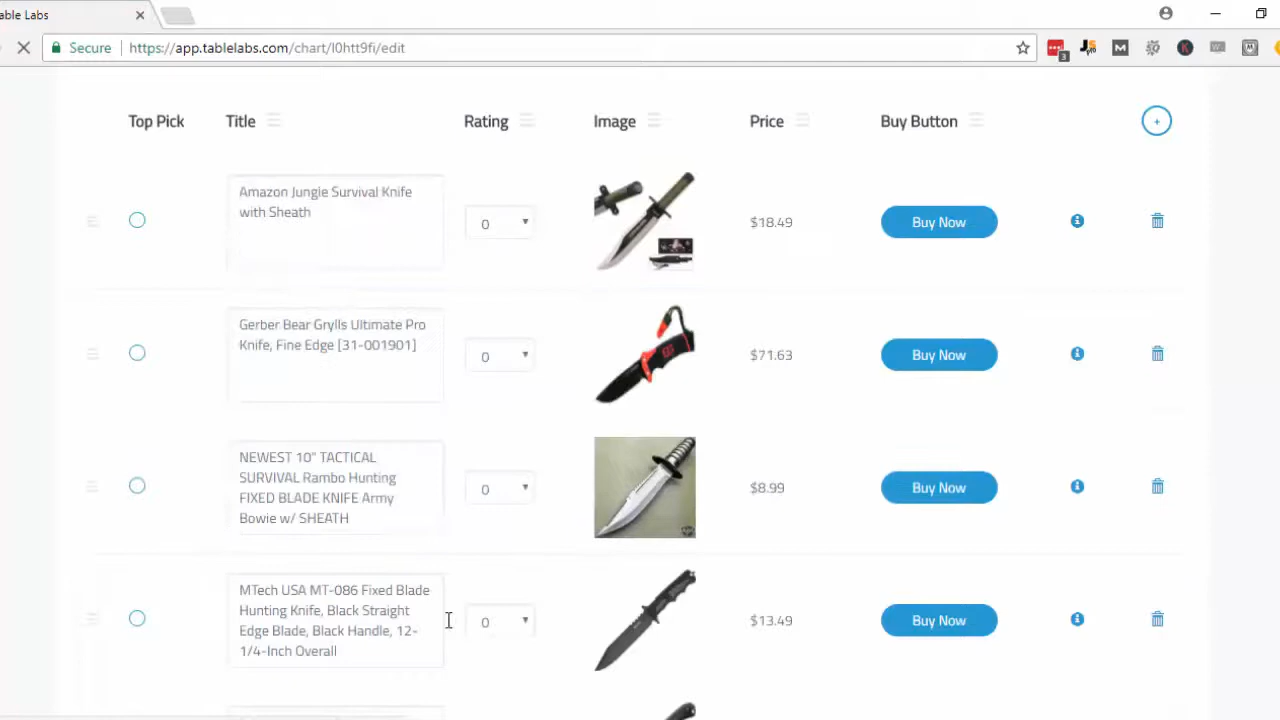 able Labs
Secure https://app.tablelabs.com/chart/l0htt9fi/edit
3
Top Pick Title Rating Image Price Buy Button +
Amazon Jungle Survival Knife
with Sheath
0 $18.49 Buy Now
Gerber Bear Grylls Ultimate Pro
Knife, Fine Edge [31-001901]
0 $71.63 Buy Now
NEWEST 10" TACTICAL
SURVIVAL Rambo Hunting
FIXED BLADE KNIFE Army
Bowie w/ SHEATH
0 $8.99 Buy Now
MTech USA MT-086 Fixed Blade
Hunting Knife, Black Straight
Edge Blade, Black Handle, 12-
1/4-Inch Overall
0 $13.49 Buy Now